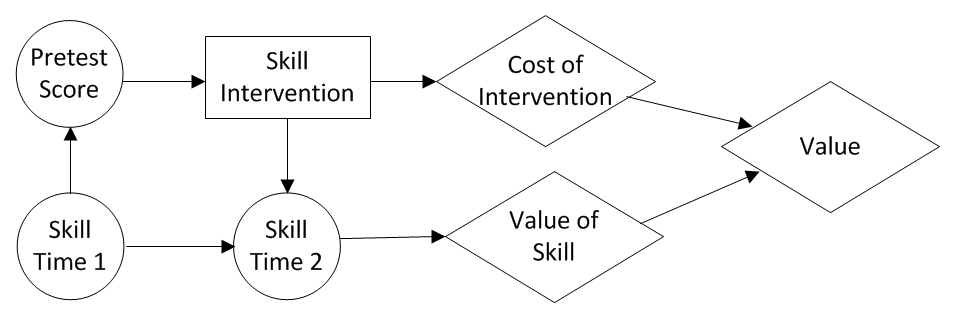 Pretest
Score
Skill
Intervention
Cost of
Intervention
Value
Skill
Time 1
Skill
Time 2
Value of
Skill